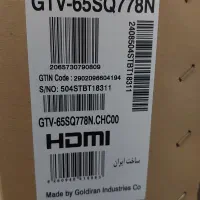 GTV-65SQ778N
2065730790809
GTIN Code : 2902098804194
S/NO: 504STBT18311
2408504STBT18311
GTV-65SQ778N.CHC00
HDMI
ساخت ایران
Made by Goldiran Industries Co